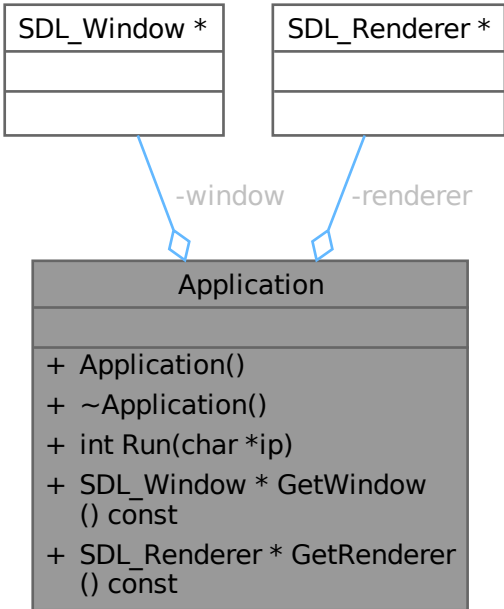 SDL_Window *
SDL_Renderer *
-window
-renderer
Application
+ Application()
+ ~Application()
+ int Run(char *ip)
+ SDL_Window * GetWindow
() const
+ SDL_Renderer * GetRenderer
() const